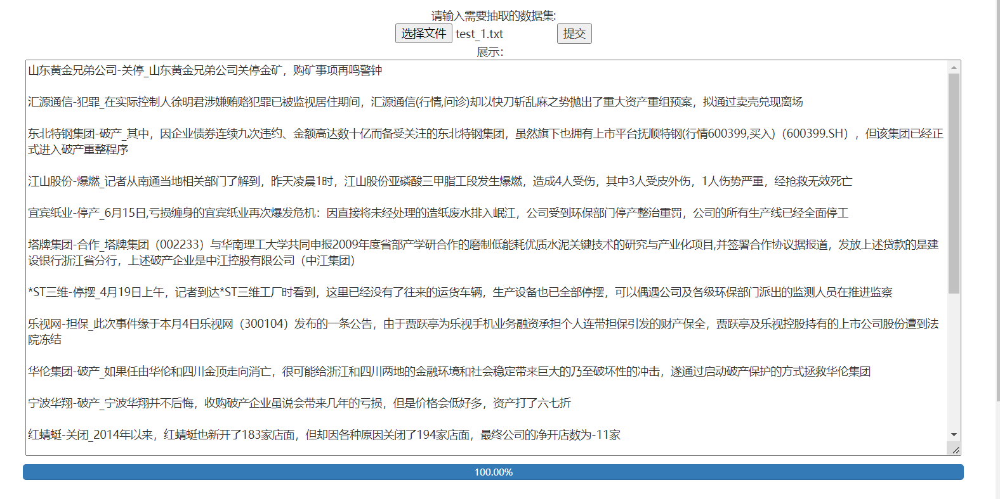 请输入需要抽取的数据集:
选择文件 test_1.txt 提交
展示：
山东黄金兄弟公司-关停_山东黄金兄弟公司关停金矿，购矿事项再鸣警钟
汇源通信-犯罪_在实际控制人徐明君涉嫌贿赂犯罪已被监视居住期间，汇源通信(行情,问诊)却以快刀斩乱麻之势抛出了重大资产重组预案，拟通过卖壳兑现离场
东北特钢集团-破产_其中，因企业债券连续九次违约、金额高达数十亿而备受关注的东北特钢集团，虽然旗下也拥有上市平台抚顺特钢(行情600399,买入)（600399.SH），但该集团已经正
式进入破产重整程序
江山股份-爆燃_记者从南通当地相关部门了解到，昨天凌晨1时，江山股份亚磷酸三甲脂工段发生爆燃，造成4人受伤，其中3人受皮外伤，1人伤势严重，经抢救无效死亡
宜宾纸业-停产_6月15日,亏损缠身的宜宾纸业再次爆发危机：因直接将未经处理的造纸废水排入岷江，公司受到环保部门停产整治重罚，公司的所有生产线已经全面停工
塔牌集团-合作_塔牌集团（002233）与华南理工大学共同申报2009年度省部产学研合作的磨制低能耗优质水泥关键技术的研究与产业化项目,并签署合作协议据报道，发放上述贷款的是建
设银行浙江省分行，上述破产企业是中江控股有限公司（中江集团）
*ST三维-停摆_4月19日上午，记者到达*ST三维工厂时看到，这里已经没有了往来的运货车辆，生产设备也已全部停摆，可以偶遇公司及各级环保部门派出的监测人员在推进监察
乐视网-担保_此次事件缘于本月4日乐视网（300104）发布的一条公告，由于贾跃亭为乐视手机业务融资承担个人连带担保引发的财产保全，贾跃亭及乐视控股持有的上市公司股份遭到法
院冻结
华伦集团-破产_如果任由华伦和四川金顶走向消亡，很可能给浙江和四川两地的金融环境和社会稳定带来巨大的乃至破坏性的冲击，遂通过启动破产保护的方式拯救华伦集团
宁波华翔-破产_宁波华翔并不后悔，收购破产企业虽说会带来几年的亏损，但是价格会低好多，资产打了六七折
红蜻蜓-关闭_2014年以来，红蜻蜓也新开了183家店面，但却因各种原因关闭了194家店面，最终公司的净开店数为-11家
100.00%